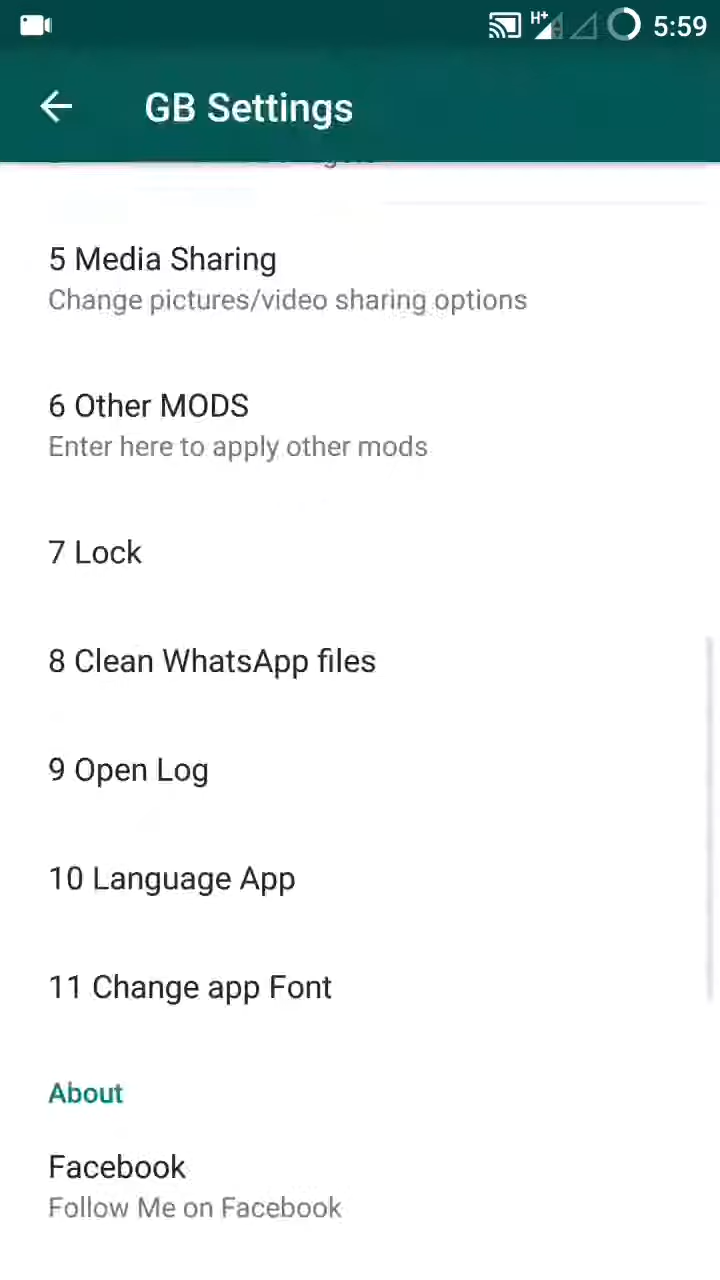 H+ 5:59
GB Settings
5 Media Sharing
Change pictures/video sharing options
6 Other MODS
Enter here to apply other mods
7 Lock
8 Clean WhatsApp files
9 Open Log
10 Language App
11 Change app Font
About
Facebook
Follow Me on Facebook